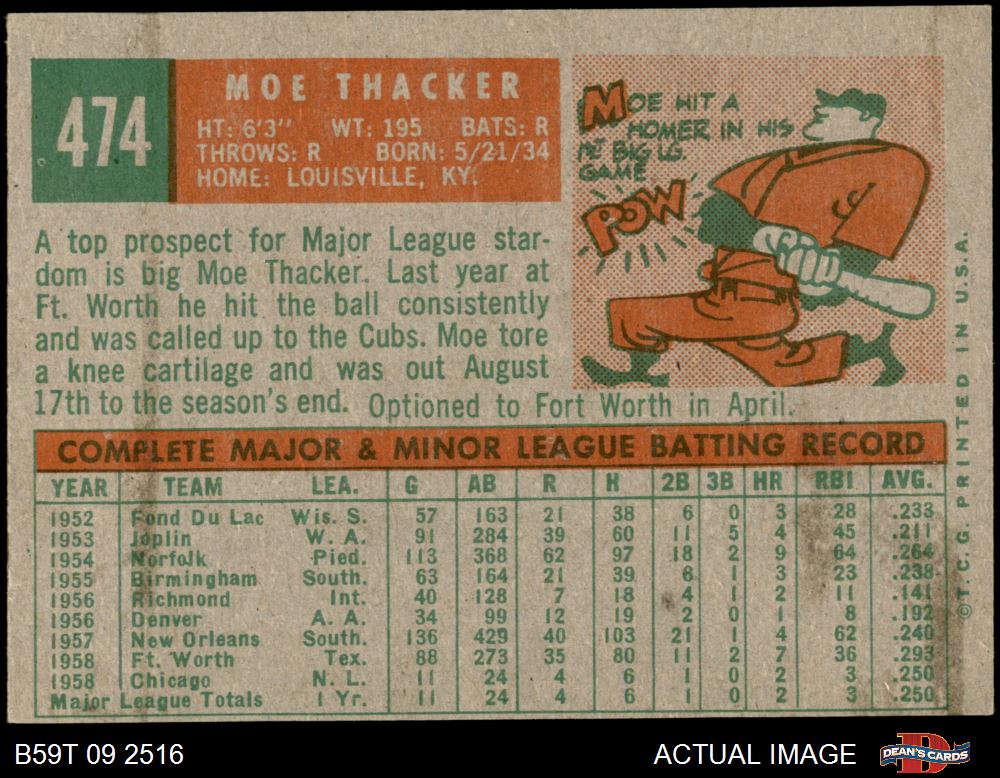 474
MOE THACKER
HT: 6'3" WT: 195 BATS: R
THROWS: R BORN: 5/21/34
HOME: LOUISVILLE, KY.
MOE HIT A
HOMER IN HIS
BIG LG.
GAME
POW
A top prospect for Major League star-
dom is big Moe Thacker. Last year at
Ft. Worth he hit the ball consistently
and was called up to the Cubs. Moe tore
a knee cartilage and was out August
17th to the season's end. Optioned to Fort Worth in April.
COMPLETE MAJOR & MINOR LEAGUE BATTING RECORD
YEAR TEAM LEA. G AB R H 2B 3B HR RBI AVG.
1952 Fond Du Lac Wis. S. 57 163 21 38 6 0 3 28 .233
1953 Joplin W. A. 91 284 39 60 11 5 4 45 .211
1954 Norfolk Pied. 113 368 62 97 18 2 9 64 .264
1955 Birmingham South. 63 164 21 39 8 1 3 23 .238
1956 Richmond Int. 40 128 7 18 4 1 2 11 .141
1956 Denver A. A. 34 99 12 19 2 0 1 8 .192
1957 New Orleans South. 136 429 40 103 21 1 4 62 .240
1958 Ft. Worth Tex. 88 273 35 80 11 2 7 36 .293
1958 Chicago N. L. 11 24 4 6 1 0 2 3 .250
Major League Totals 1 Yr. 11 24 4 6 1 0 2 3 .250
©T.C.G. PRINTED IN U.S.A.
B59T 09 2516
ACTUAL IMAGE
DEAN'S CARDS